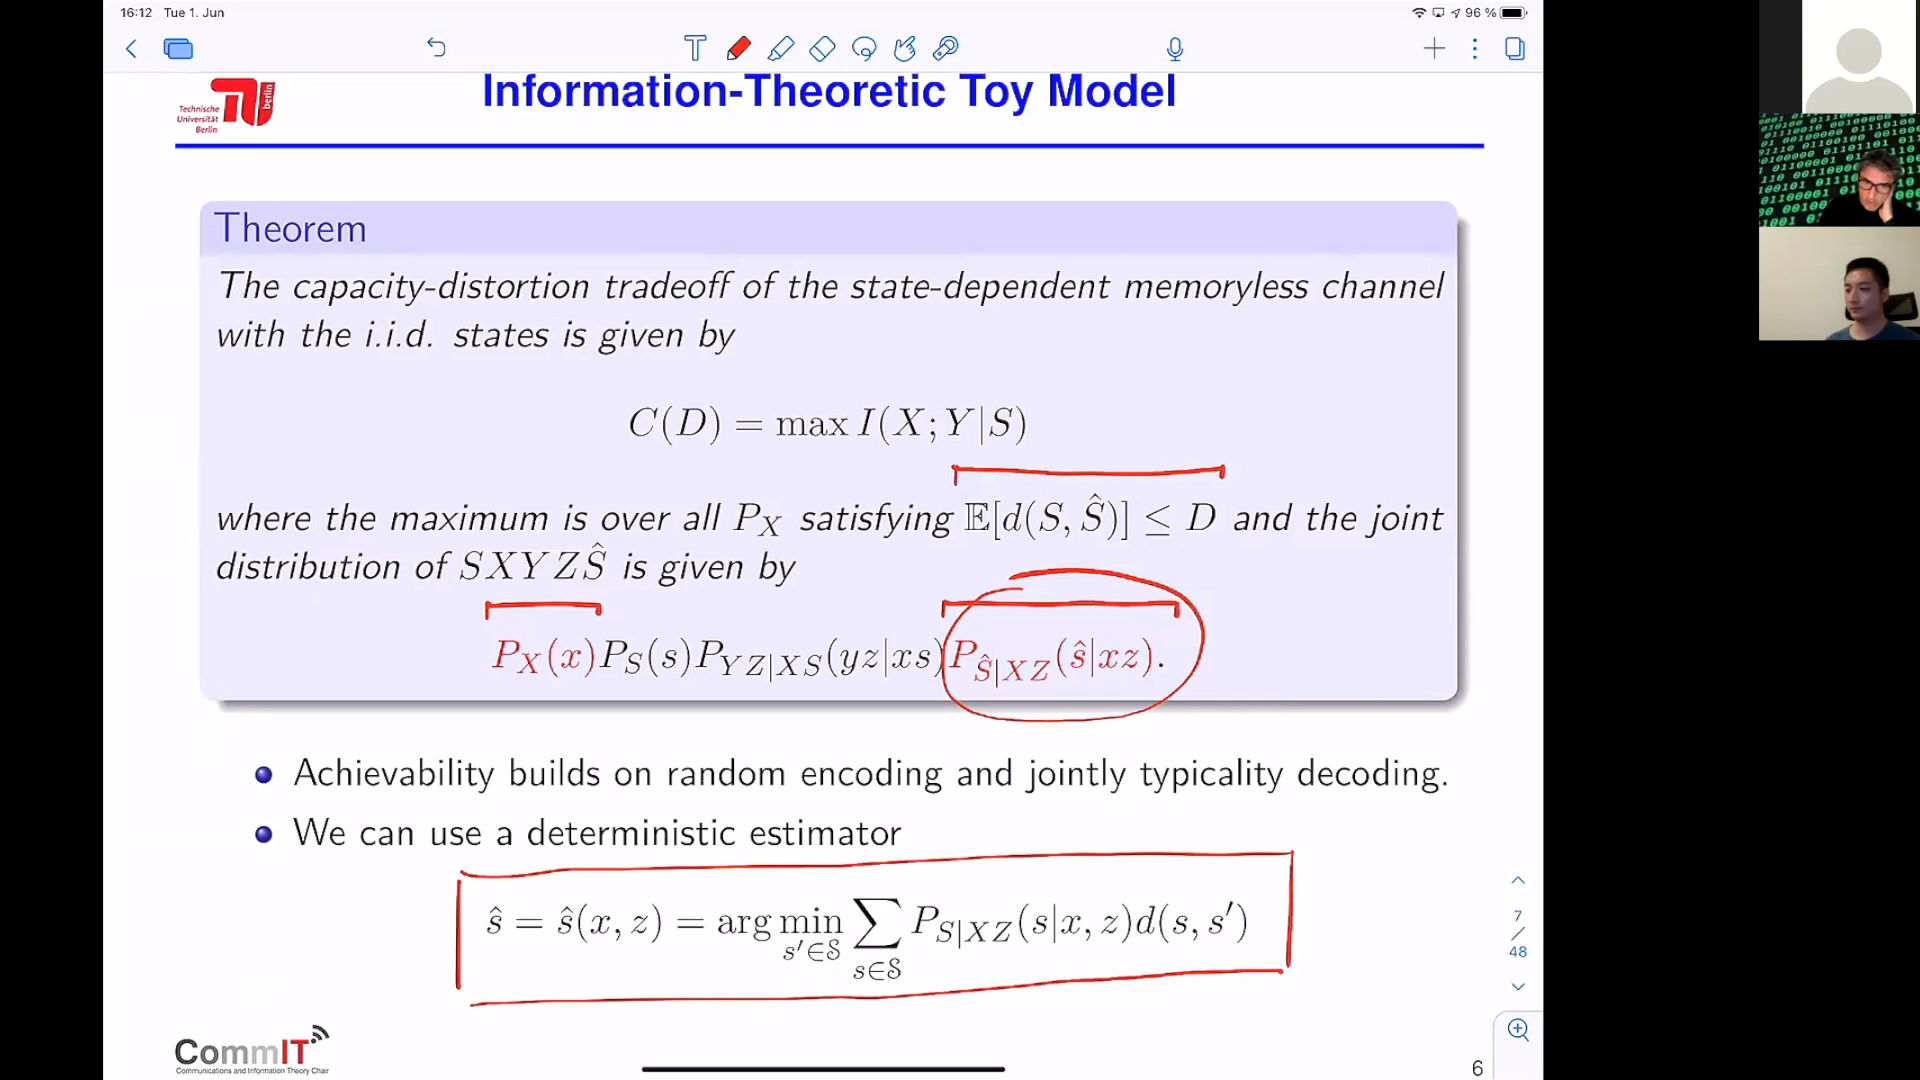 16:12 Tue 1. Jun
96 %
Information-Theoretic Toy Model
Technische
Universität
Berlin
berlin
Theorem
The capacity-distortion tradeoff of the state-dependent memoryless channel
with the i.i.d. states is given by
C(D) = max I(X; Y|S)
where the maximum is over all P_X satisfying 𝔼[d(S, Ŝ)] ≤ D and the joint
distribution of SXYZŜ is given by
P_X(x)P_S(s)P_{YZ|XS}(yz|xs)P_{Ŝ|XZ}(ŝ|xz).
Achievability builds on random encoding and jointly typicality decoding.
We can use a deterministic estimator
ŝ = ŝ(x, z) = arg min_{s′∈𝒮} ∑_{s∈𝒮} P_{S|XZ}(s|x, z)d(s, s′)
7
/
48
CommIT
Communications and Information Theory Chair
6